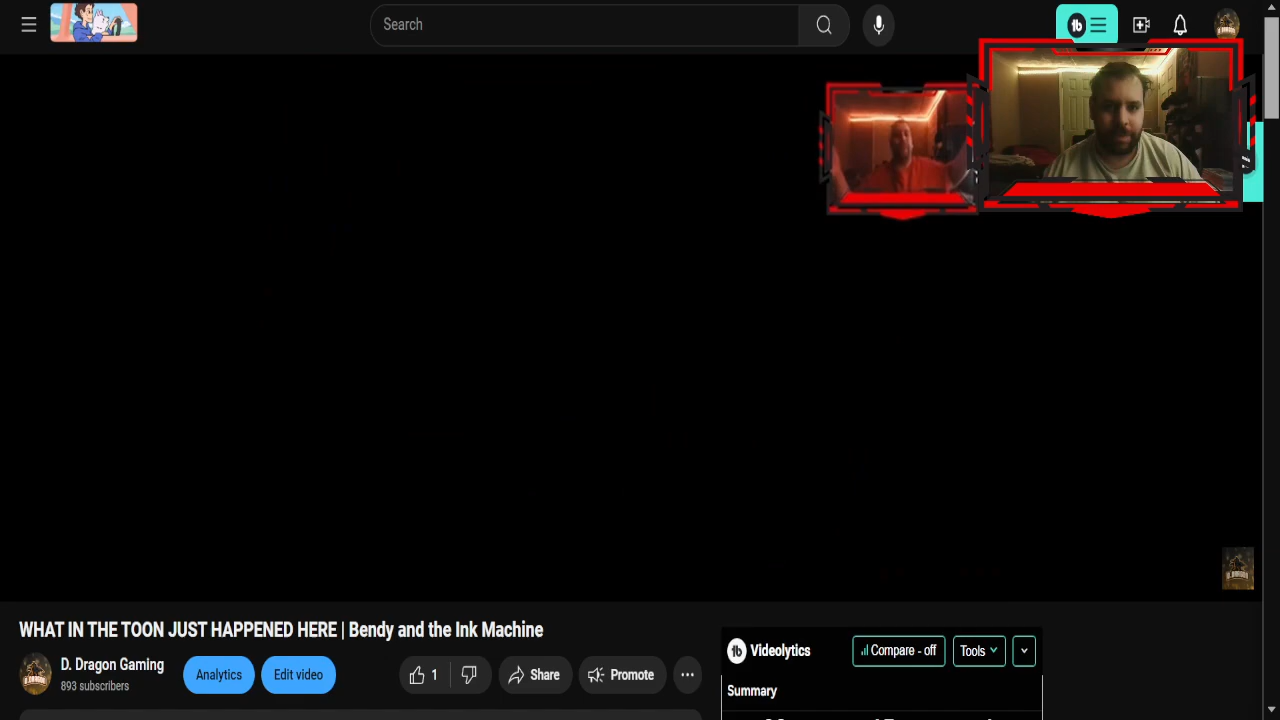 Search
WHAT IN THE TOON JUST HAPPENED HERE | Bendy and the Ink Machine
D. Dragon Gaming
893 subscribers
Analytics
Edit video
1
Share
Promote
Videolytics
Compare - off
Tools
Summary